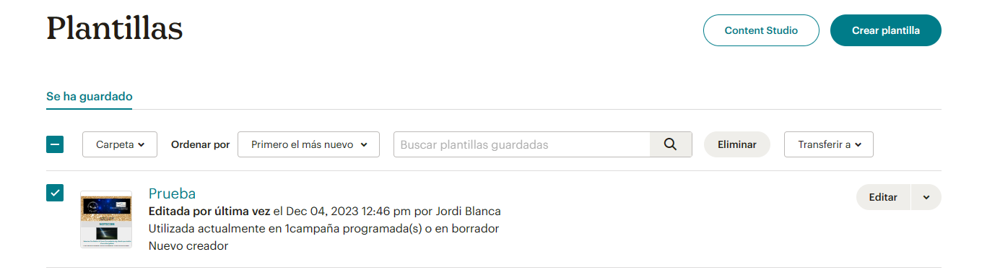 Plantillas
Content Studio
Crear plantilla
Se ha guardado
Carpeta
Ordenar por
Primero el más nuevo
Buscar plantillas guardadas
Eliminar
Transferir a
Prueba
Editada por última vez el Dec 04, 2023 12:46 pm por Jordi Blanca
Editar
Utilizada actualmente en 1campaña programada(s) o en borrador
Nuevo creador
NOTICIAS